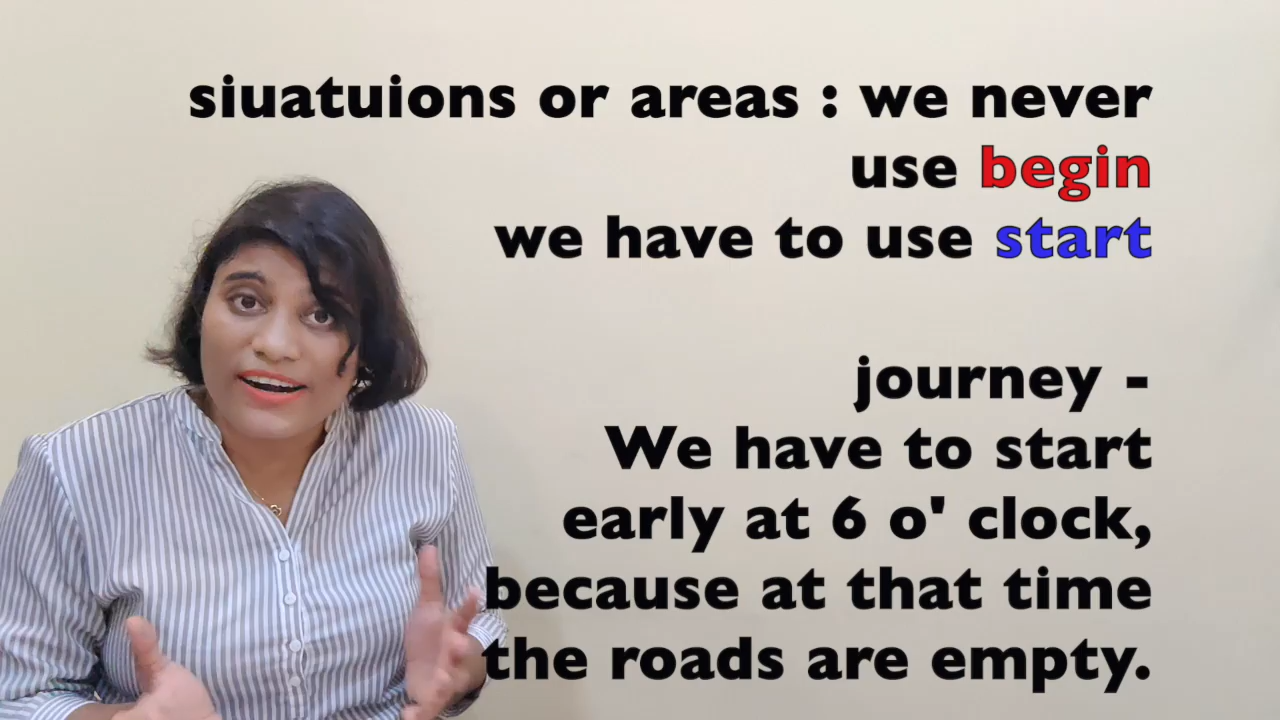 siuatuions or areas : we never
use begin
we have to use start
journey -
We have to start
early at 6 o' clock,
because at that time
the roads are empty.